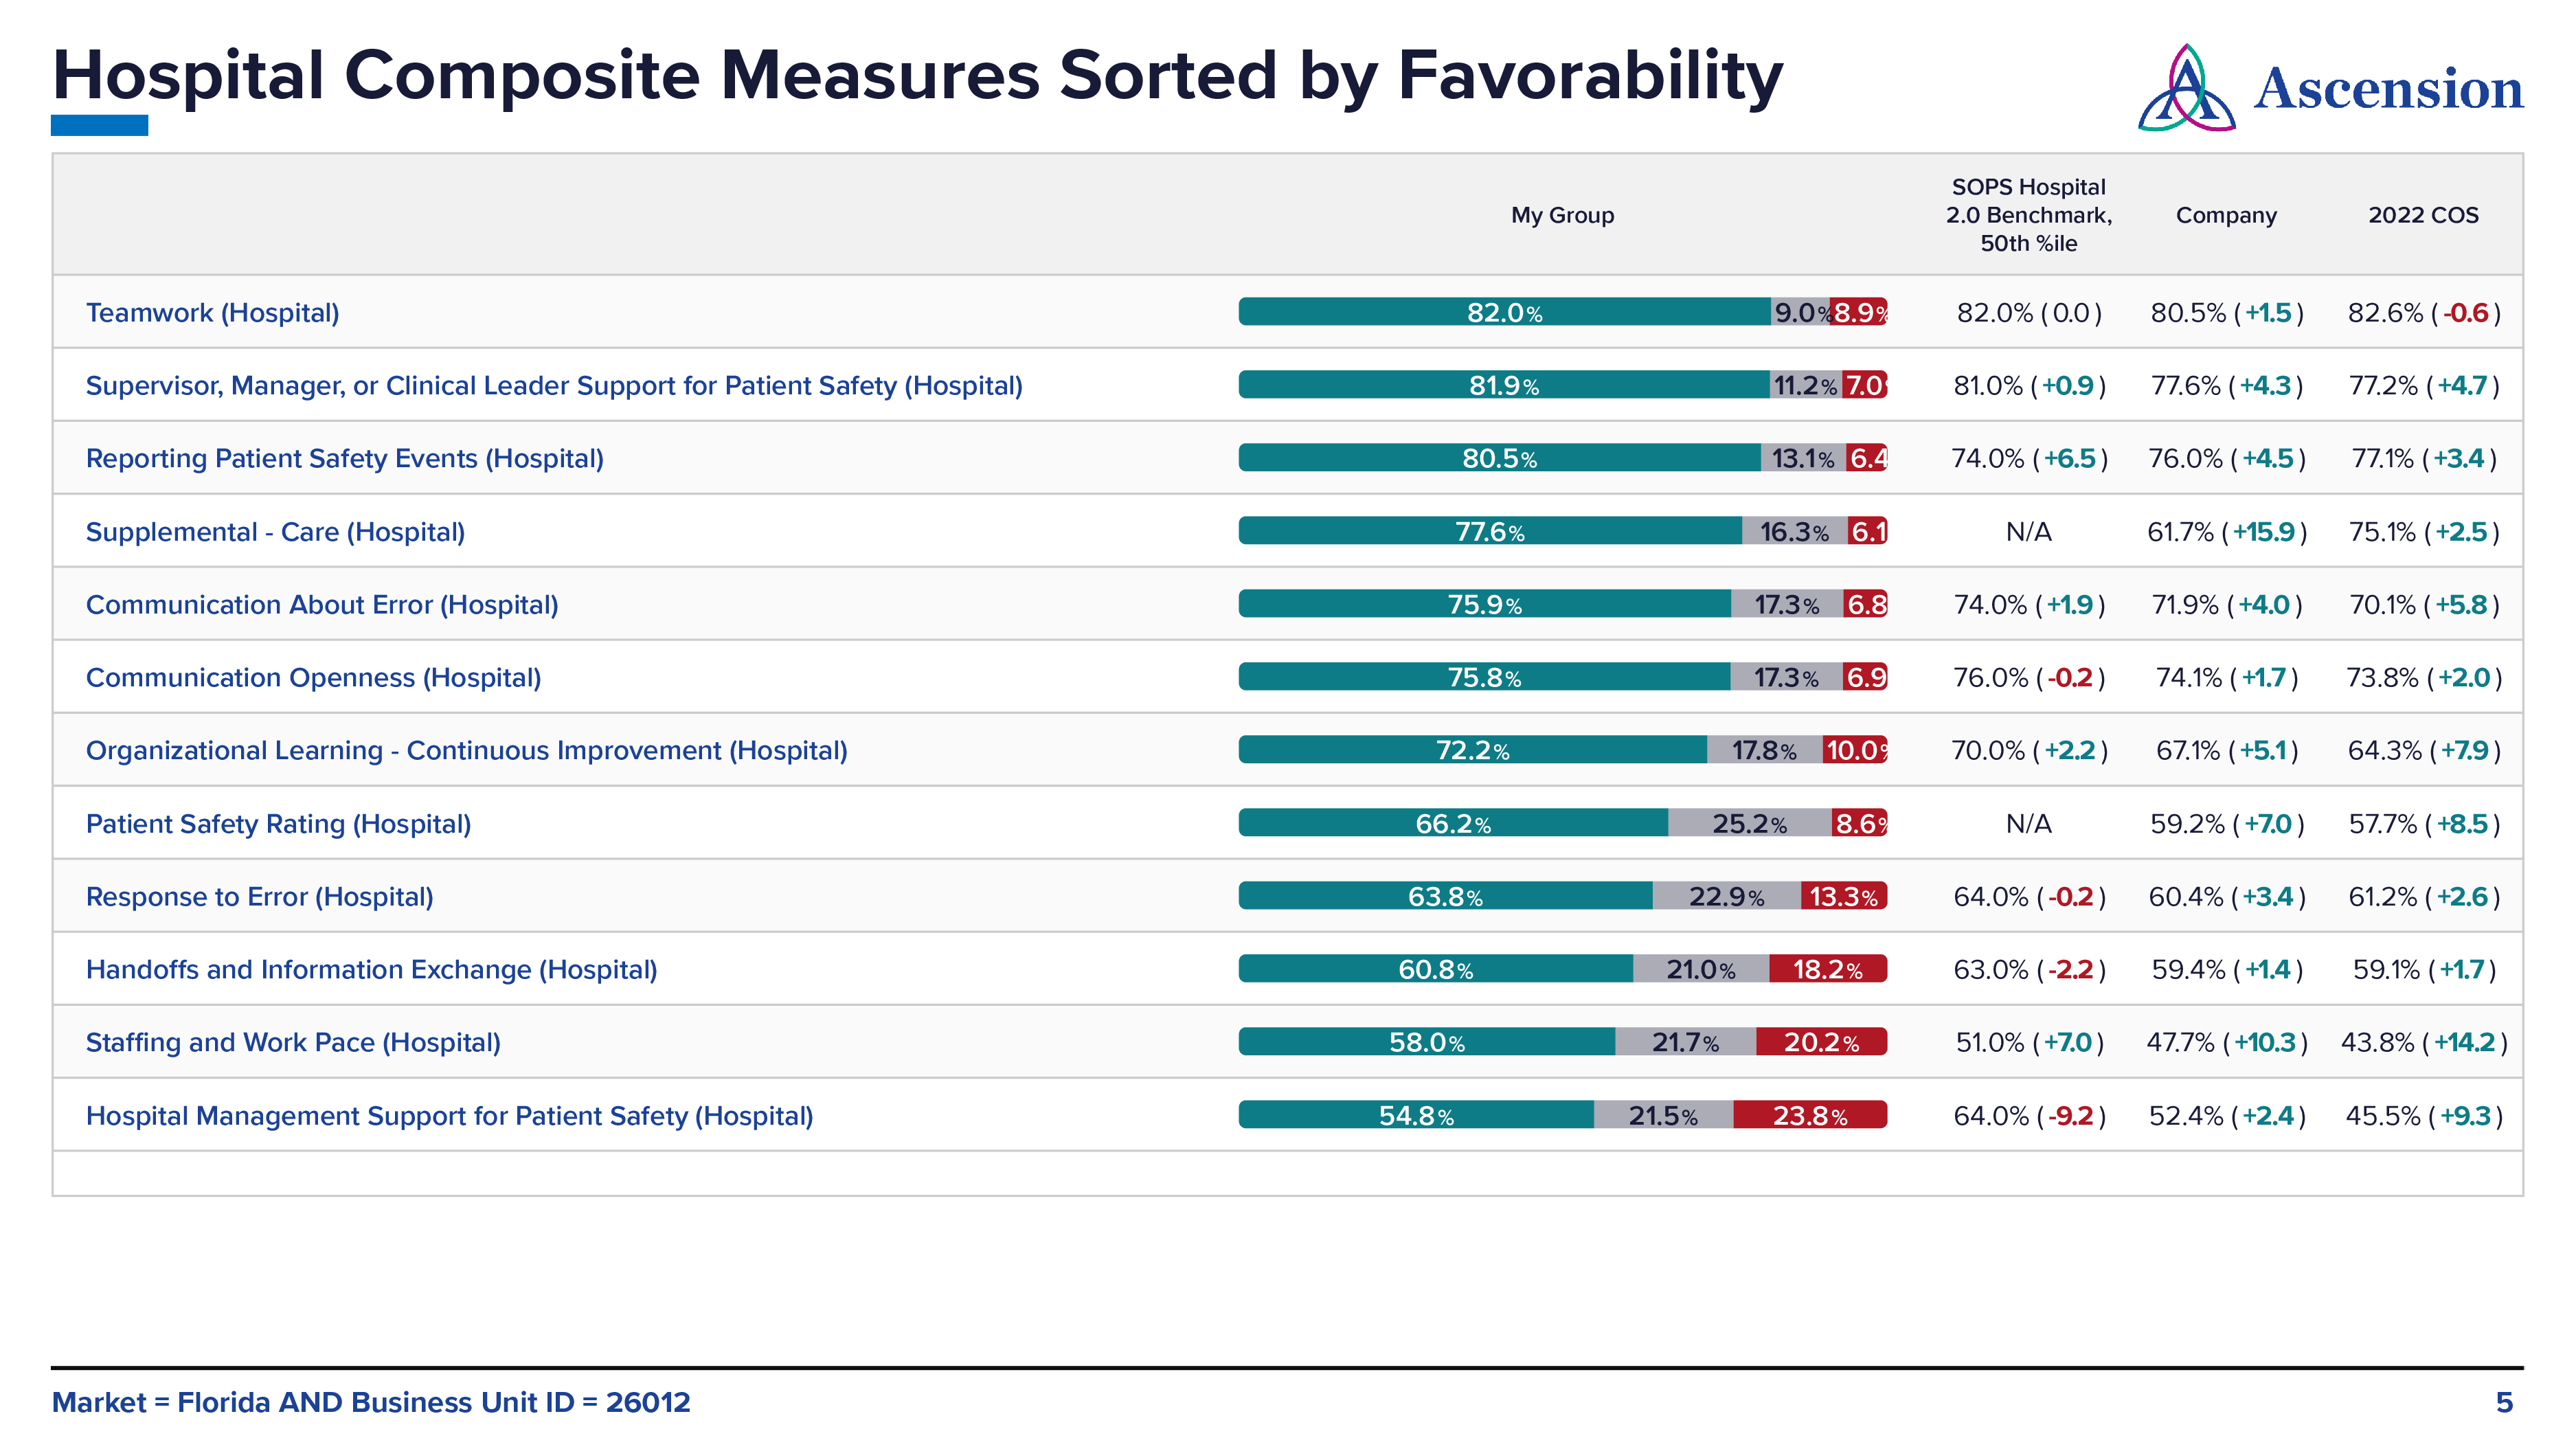 Hospital Composite Measures Sorted by Favorability
Ascension
My Group
SOPS Hospital
2.0 Benchmark,
50th %ile
Company
2022 COS
Teamwork (Hospital) 82.0% 9.0% 8.9% 82.0% (0.0) 80.5% (+1.5) 82.6% (-0.6)
Supervisor, Manager, or Clinical Leader Support for Patient Safety (Hospital) 81.9% 11.2% 7.0 81.0% (+0.9) 77.6% (+4.3) 77.2% (+4.7)
Reporting Patient Safety Events (Hospital) 80.5% 13.1% 6.4 74.0% (+6.5) 76.0% (+4.5) 77.1% (+3.4)
Supplemental - Care (Hospital) 77.6% 16.3% 6.1 N/A 61.7% (+15.9) 75.1% (+2.5)
Communication About Error (Hospital) 75.9% 17.3% 6.8 74.0% (+1.9) 71.9% (+4.0) 70.1% (+5.8)
Communication Openness (Hospital) 75.8% 17.3% 6.9 76.0% (-0.2) 74.1% (+1.7) 73.8% (+2.0)
Organizational Learning - Continuous Improvement (Hospital) 72.2% 17.8% 10.0% 70.0% (+2.2) 67.1% (+5.1) 64.3% (+7.9)
Patient Safety Rating (Hospital) 66.2% 25.2% 8.6% N/A 59.2% (+7.0) 57.7% (+8.5)
Response to Error (Hospital) 63.8% 22.9% 13.3% 64.0% (-0.2) 60.4% (+3.4) 61.2% (+2.6)
Handoffs and Information Exchange (Hospital) 60.8% 21.0% 18.2% 63.0% (-2.2) 59.4% (+1.4) 59.1% (+1.7)
Staffing and Work Pace (Hospital) 58.0% 21.7% 20.2% 51.0% (+7.0) 47.7% (+10.3) 43.8% (+14.2)
Hospital Management Support for Patient Safety (Hospital) 54.8% 21.5% 23.8% 64.0% (-9.2) 52.4% (+2.4) 45.5% (+9.3)
Market = Florida AND Business Unit ID = 26012
5